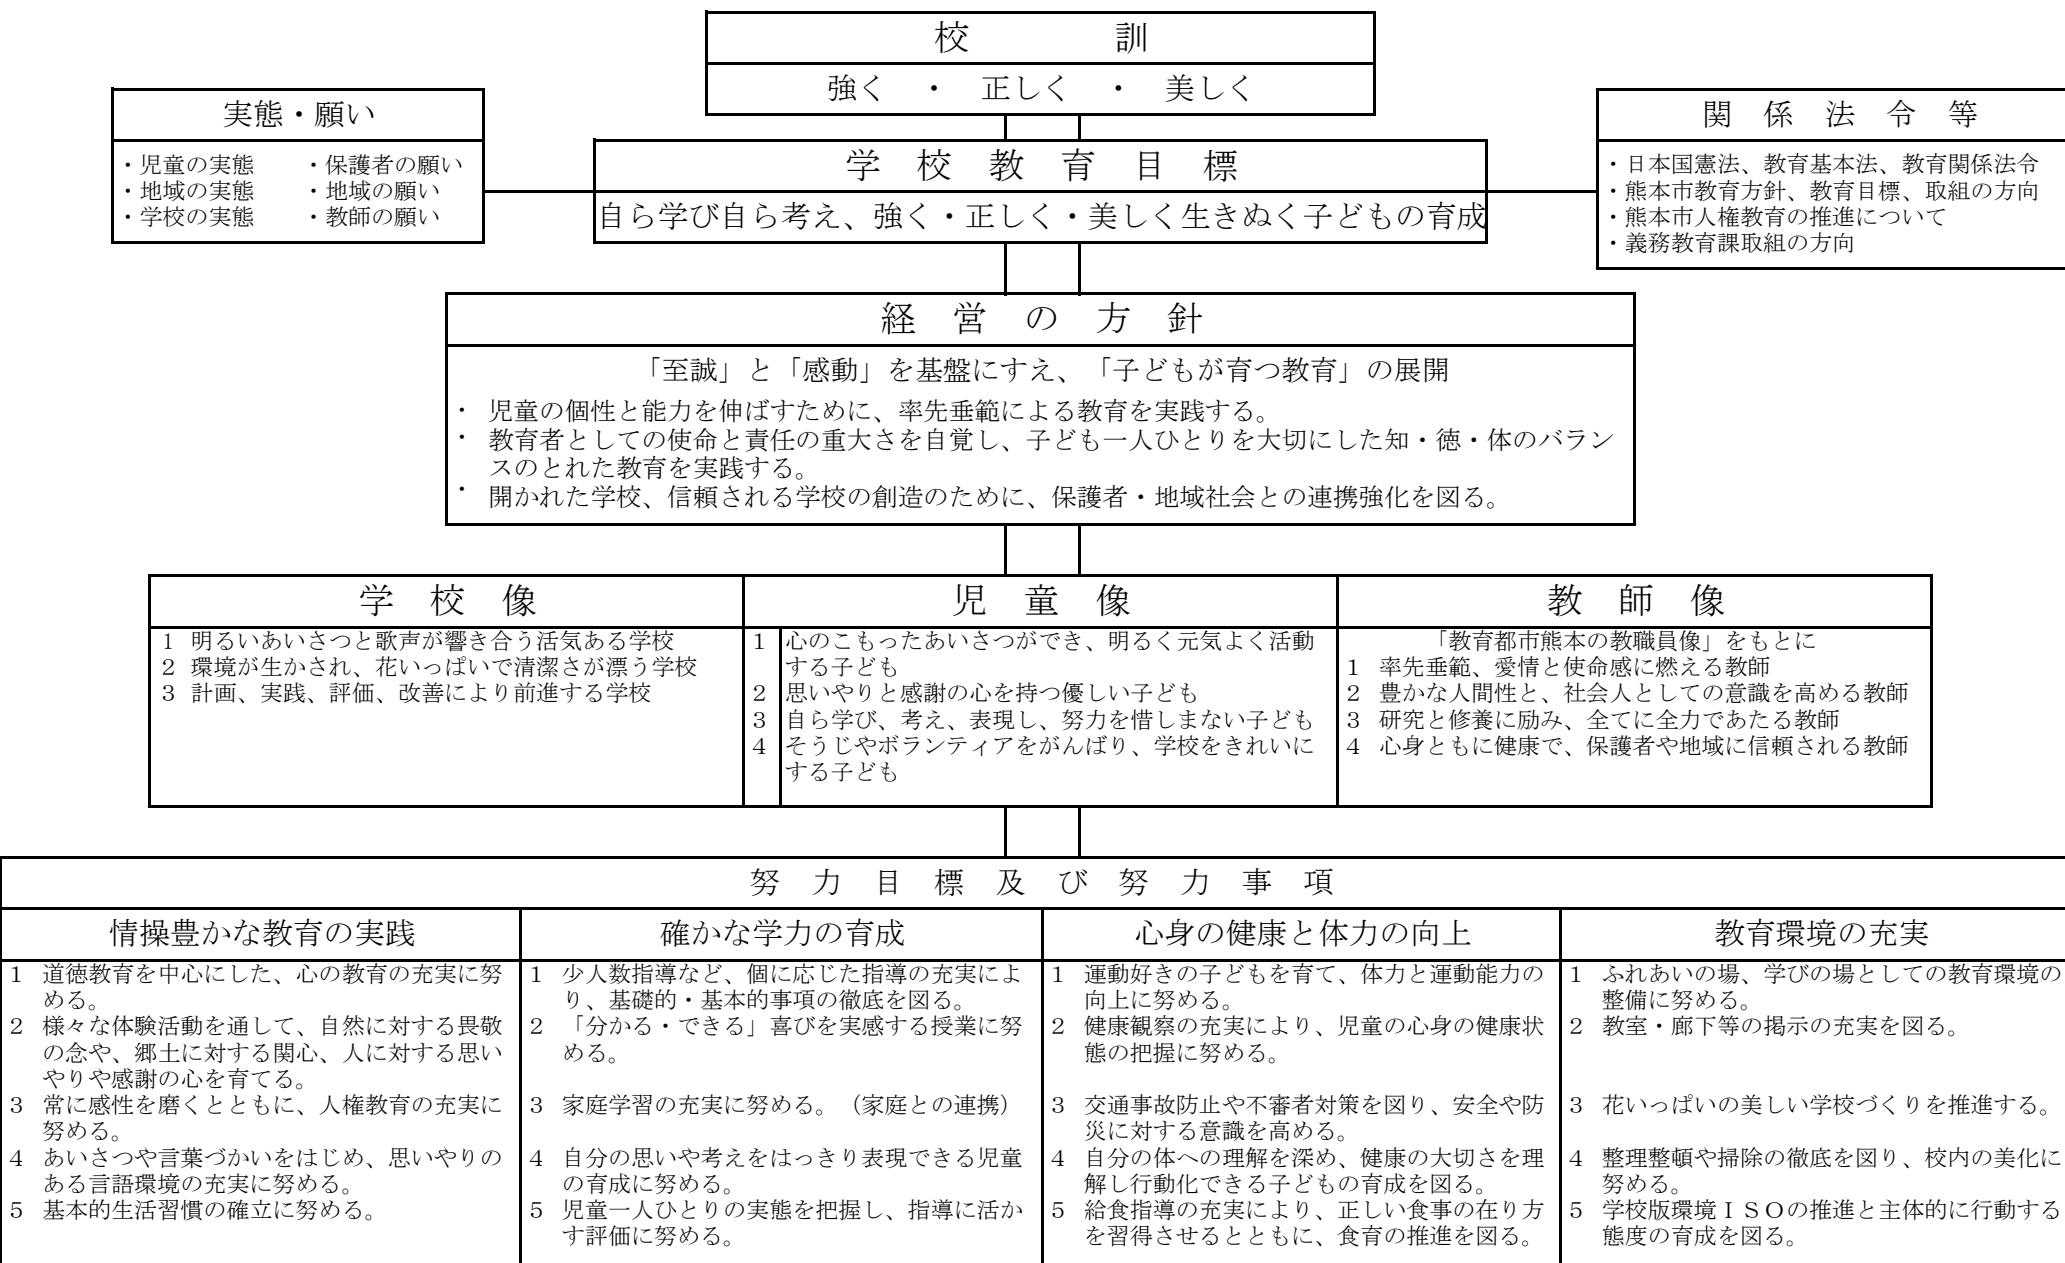 校　訓
強く　・　正しく　・　美しく
実態・願い
・児童の実態　・保護者の願い
・地域の実態　・地域の願い
・学校の実態　・教師の願い
学校教育目標
自ら学び自ら考え、強く・正しく・美しく生きぬく子どもの育成
関係法令等
・日本国憲法、教育基本法、教育関係法令
・熊本市教育方針、教育目標、取組の方向
・熊本市人権教育の推進について
・義務教育課取組の方向
経営の方針
「至誠」と「感動」を基盤にすえ、「子どもが育つ教育」の展開
・ 児童の個性と能力を伸ばすために、率先垂範による教育を実践する。
・ 教育者としての使命と責任の重大さを自覚し、子ども一人ひとりを大切にした知・徳・体のバラン
スのとれた教育を実践する。
・ 開かれた学校、信頼される学校の創造のために、保護者・地域社会との連携強化を図る。
学校像
1 明るいあいさつと歌声が響き合う活気ある学校
2 環境が生かされ、花いっぱいで清潔さが漂う学校
3 計画、実践、評価、改善により前進する学校
児童像
1 心のこもったあいさつができ、明るく元気よく活動
する子ども
2 思いやりと感謝の心を持つ優しい子ども
3 自ら学び、考え、表現し、努力を惜しまない子ども
4 そうじやボランティアをがんばり、学校をきれいに
する子ども
教師像
「教育都市熊本の教職員像」をもとに
1 率先垂範、愛情と使命感に燃える教師
2 豊かな人間性と、社会人としての意識を高める教師
3 研究と修養に励み、全てに全力であたる教師
4 心身ともに健康で、保護者や地域に信頼される教師
努力目標及び努力事項
情操豊かな教育の実践
1 道徳教育を中心にした、心の教育の充実に努
める。
2 様々な体験活動を通して、自然に対する畏敬
の念や、郷土に対する関心、人に対する思い
やりや感謝の心を育てる。
3 常に感性を磨くとともに、人権教育の充実に
努める。
4 あいさつや言葉づかいをはじめ、思いやりの
ある言語環境の充実に努める。
5 基本的生活習慣の確立に努める。
確かな学力の育成
1 少人数指導など、個に応じた指導の充実によ
り、基礎的・基本的事項の徹底を図る。
2 「分かる・できる」喜びを実感する授業に努
める。
3 家庭学習の充実に努める。（家庭との連携）
4 自分の思いや考えをはっきり表現できる児童
の育成に努める。
5 児童一人ひとりの実態を把握し、指導に活か
す評価に努める。
心身の健康と体力の向上
1 運動好きの子どもを育て、体力と運動能力の
向上に努める。
2 健康観察の充実により、児童の心身の健康状
態の把握に努める。
3 交通事故防止や不審者対策を図り、安全や防
災に対する意識を高める。
4 自分の体への理解を深め、健康の大切さを理
解し行動化できる子どもの育成を図る。
5 給食指導の充実により、正しい食事の在り方
を習得させるとともに、食育の推進を図る。
教育環境の充実
1 ふれあいの場、学びの場としての教育環境の
整備に努める。
2 教室・廊下等の掲示の充実を図る。
3 花いっぱいの美しい学校づくりを推進する。
4 整理整頓や掃除の徹底を図り、校内の美化に
努める。
5 学校版環境ＩＳＯの推進と主体的に行動する
態度の育成を図る。